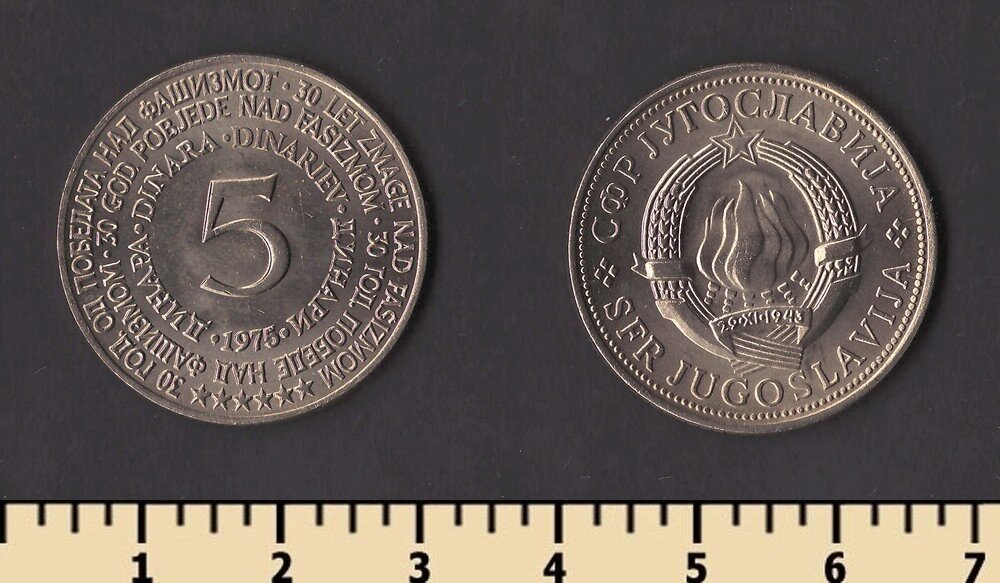 30 ГОД. ОД ПОБЕДАТА НАД ФАШИЗМОТ · 30 LET ZMAGE NAD FAŠIZMOM
30 GOD POBJEDE NAD FAŠIZMOM · 30 ГОД. ПОБЕДЕ НАД ФАШИЗМОМ
ДИНАРА · DINARA · DINARJEV · ДИНАРИ
· 1975 ·
5
СФР ЈУГОСЛАВИЈА
29·XI·1943
SFR JUGOSLAVIJA
1 2 3 4 5 6 7